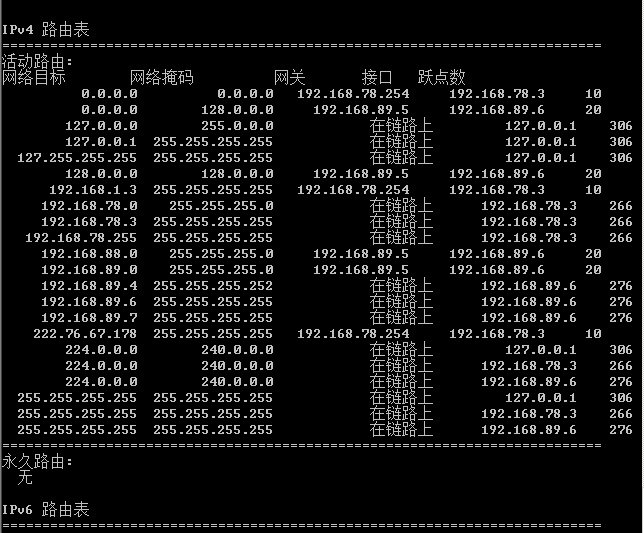 IPv4 路由表
===========================================================================
活动路由:
网络目标 网络掩码 网关 接口 跃点数
0.0.0.0 0.0.0.0 192.168.78.254 192.168.78.3 10
0.0.0.0 128.0.0.0 192.168.89.5 192.168.89.6 20
127.0.0.0 255.0.0.0 在链路上 127.0.0.1 306
127.0.0.1 255.255.255.255 在链路上 127.0.0.1 306
127.255.255.255 255.255.255.255 在链路上 127.0.0.1 306
128.0.0.0 128.0.0.0 192.168.89.5 192.168.89.6 20
192.168.1.3 255.255.255.255 192.168.78.254 192.168.78.3 10
192.168.78.0 255.255.255.0 在链路上 192.168.78.3 266
192.168.78.3 255.255.255.255 在链路上 192.168.78.3 266
192.168.78.255 255.255.255.255 在链路上 192.168.78.3 266
192.168.88.0 255.255.255.0 192.168.89.5 192.168.89.6 20
192.168.89.0 255.255.255.0 192.168.89.5 192.168.89.6 20
192.168.89.4 255.255.255.252 在链路上 192.168.89.6 276
192.168.89.6 255.255.255.255 在链路上 192.168.89.6 276
192.168.89.7 255.255.255.255 在链路上 192.168.89.6 276
222.76.67.178 255.255.255.255 192.168.78.254 192.168.78.3 10
224.0.0.0 240.0.0.0 在链路上 127.0.0.1 306
224.0.0.0 240.0.0.0 在链路上 192.168.78.3 266
224.0.0.0 240.0.0.0 在链路上 192.168.89.6 276
255.255.255.255 255.255.255.255 在链路上 127.0.0.1 306
255.255.255.255 255.255.255.255 在链路上 192.168.78.3 266
255.255.255.255 255.255.255.255 在链路上 192.168.89.6 276
===========================================================================
永久路由:
无
IPv6 路由表
===========================================================================